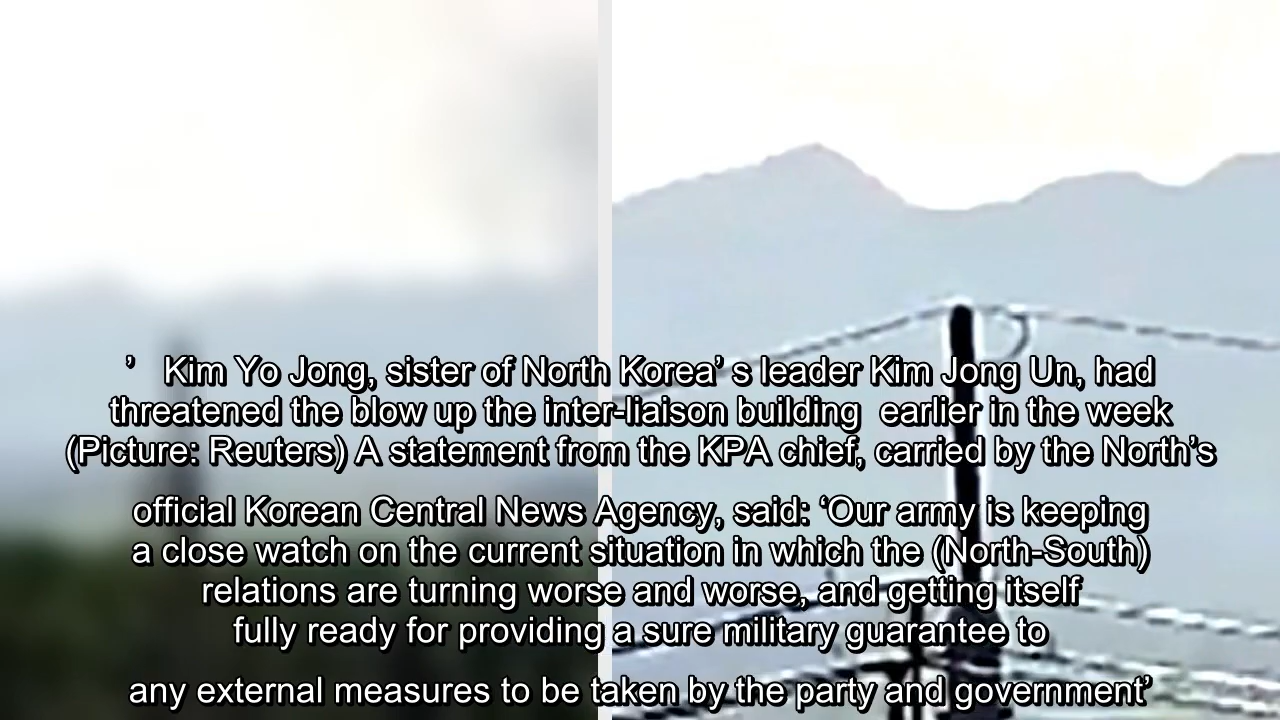 ’ Kim Yo Jong, sister of North Korea’ s leader Kim Jong Un, had
threatened the blow up the inter-liaison building earlier in the week
(Picture: Reuters) A statement from the KPA chief, carried by the North’s
official Korean Central News Agency, said: ‘Our army is keeping
a close watch on the current situation in which the (North-South)
relations are turning worse and worse, and getting itself
fully ready for providing a sure military guarantee to
any external measures to be taken by the party and government’